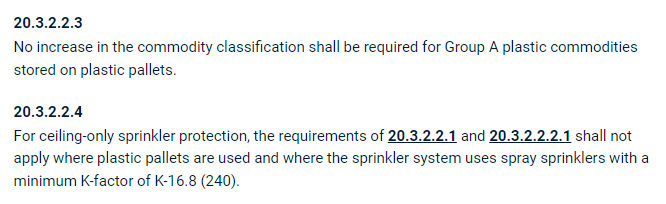 20.3.2.2.3
No increase in the commodity classification shall be required for Group A plastic commodities
stored on plastic pallets.
20.3.2.2.4
For ceiling-only sprinkler protection, the requirements of 20.3.2.2.1 and 20.3.2.2.2.1 shall not
apply where plastic pallets are used and where the sprinkler system uses spray sprinklers with a
minimum K-factor of K-16.8 (240).